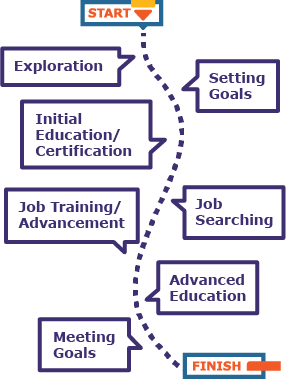 START
Exploration
Setting
Goals
Initial
Education/
Certification
Job Training/
Advancement
Job
Searching
Advanced
Education
Meeting
Goals
FINISH